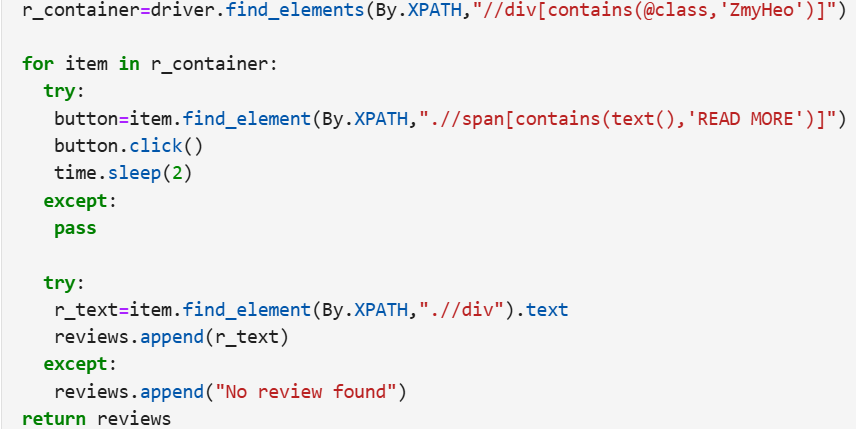 r_container=driver.find_elements(By.XPATH,"//div[contains(@class,'ZmyHeo')]")
for item in r_container:
try:
button=item.find_element(By.XPATH,".//span[contains(text(),'READ MORE')]")
button.click()
time.sleep(2)
except:
pass
try:
r_text=item.find_element(By.XPATH,".//div").text
reviews.append(r_text)
except:
reviews.append("No review found")
return reviews